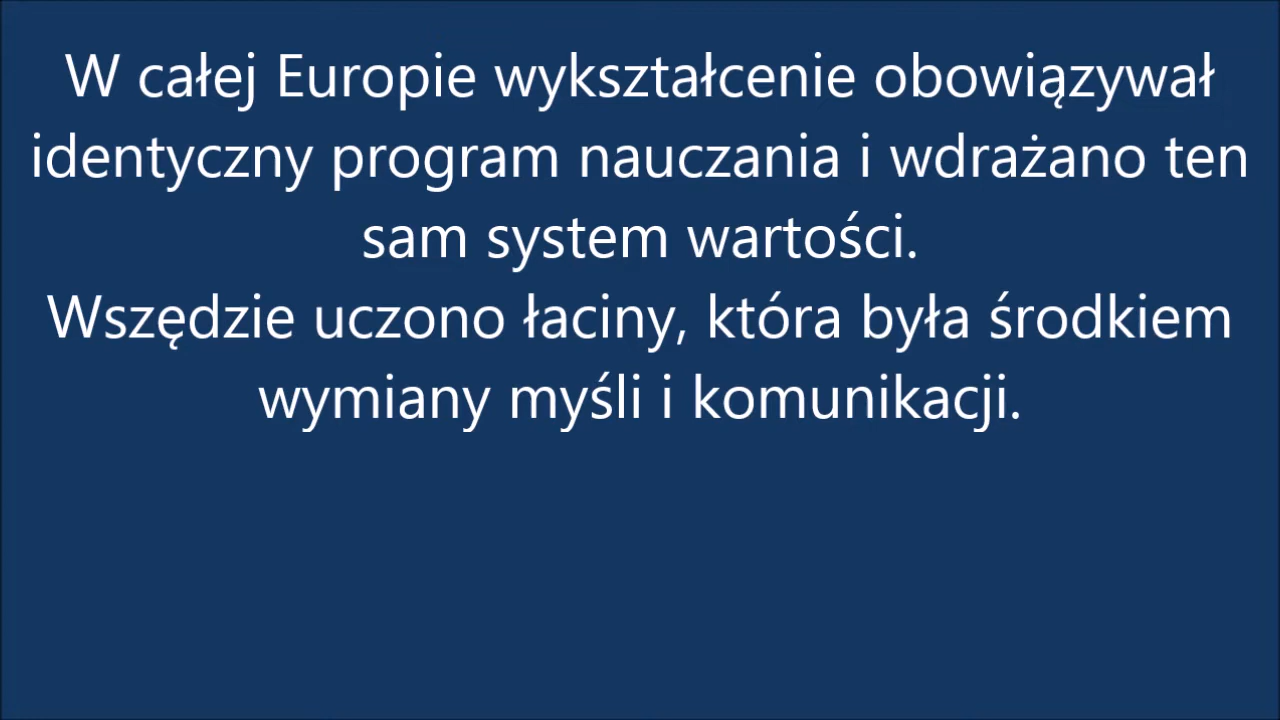 W całej Europie wykształcenie obowiązywał
identyczny program nauczania i wdrażano ten
sam system wartości.
Wszędzie uczono łaciny, która była środkiem
wymiany myśli i komunikacji.